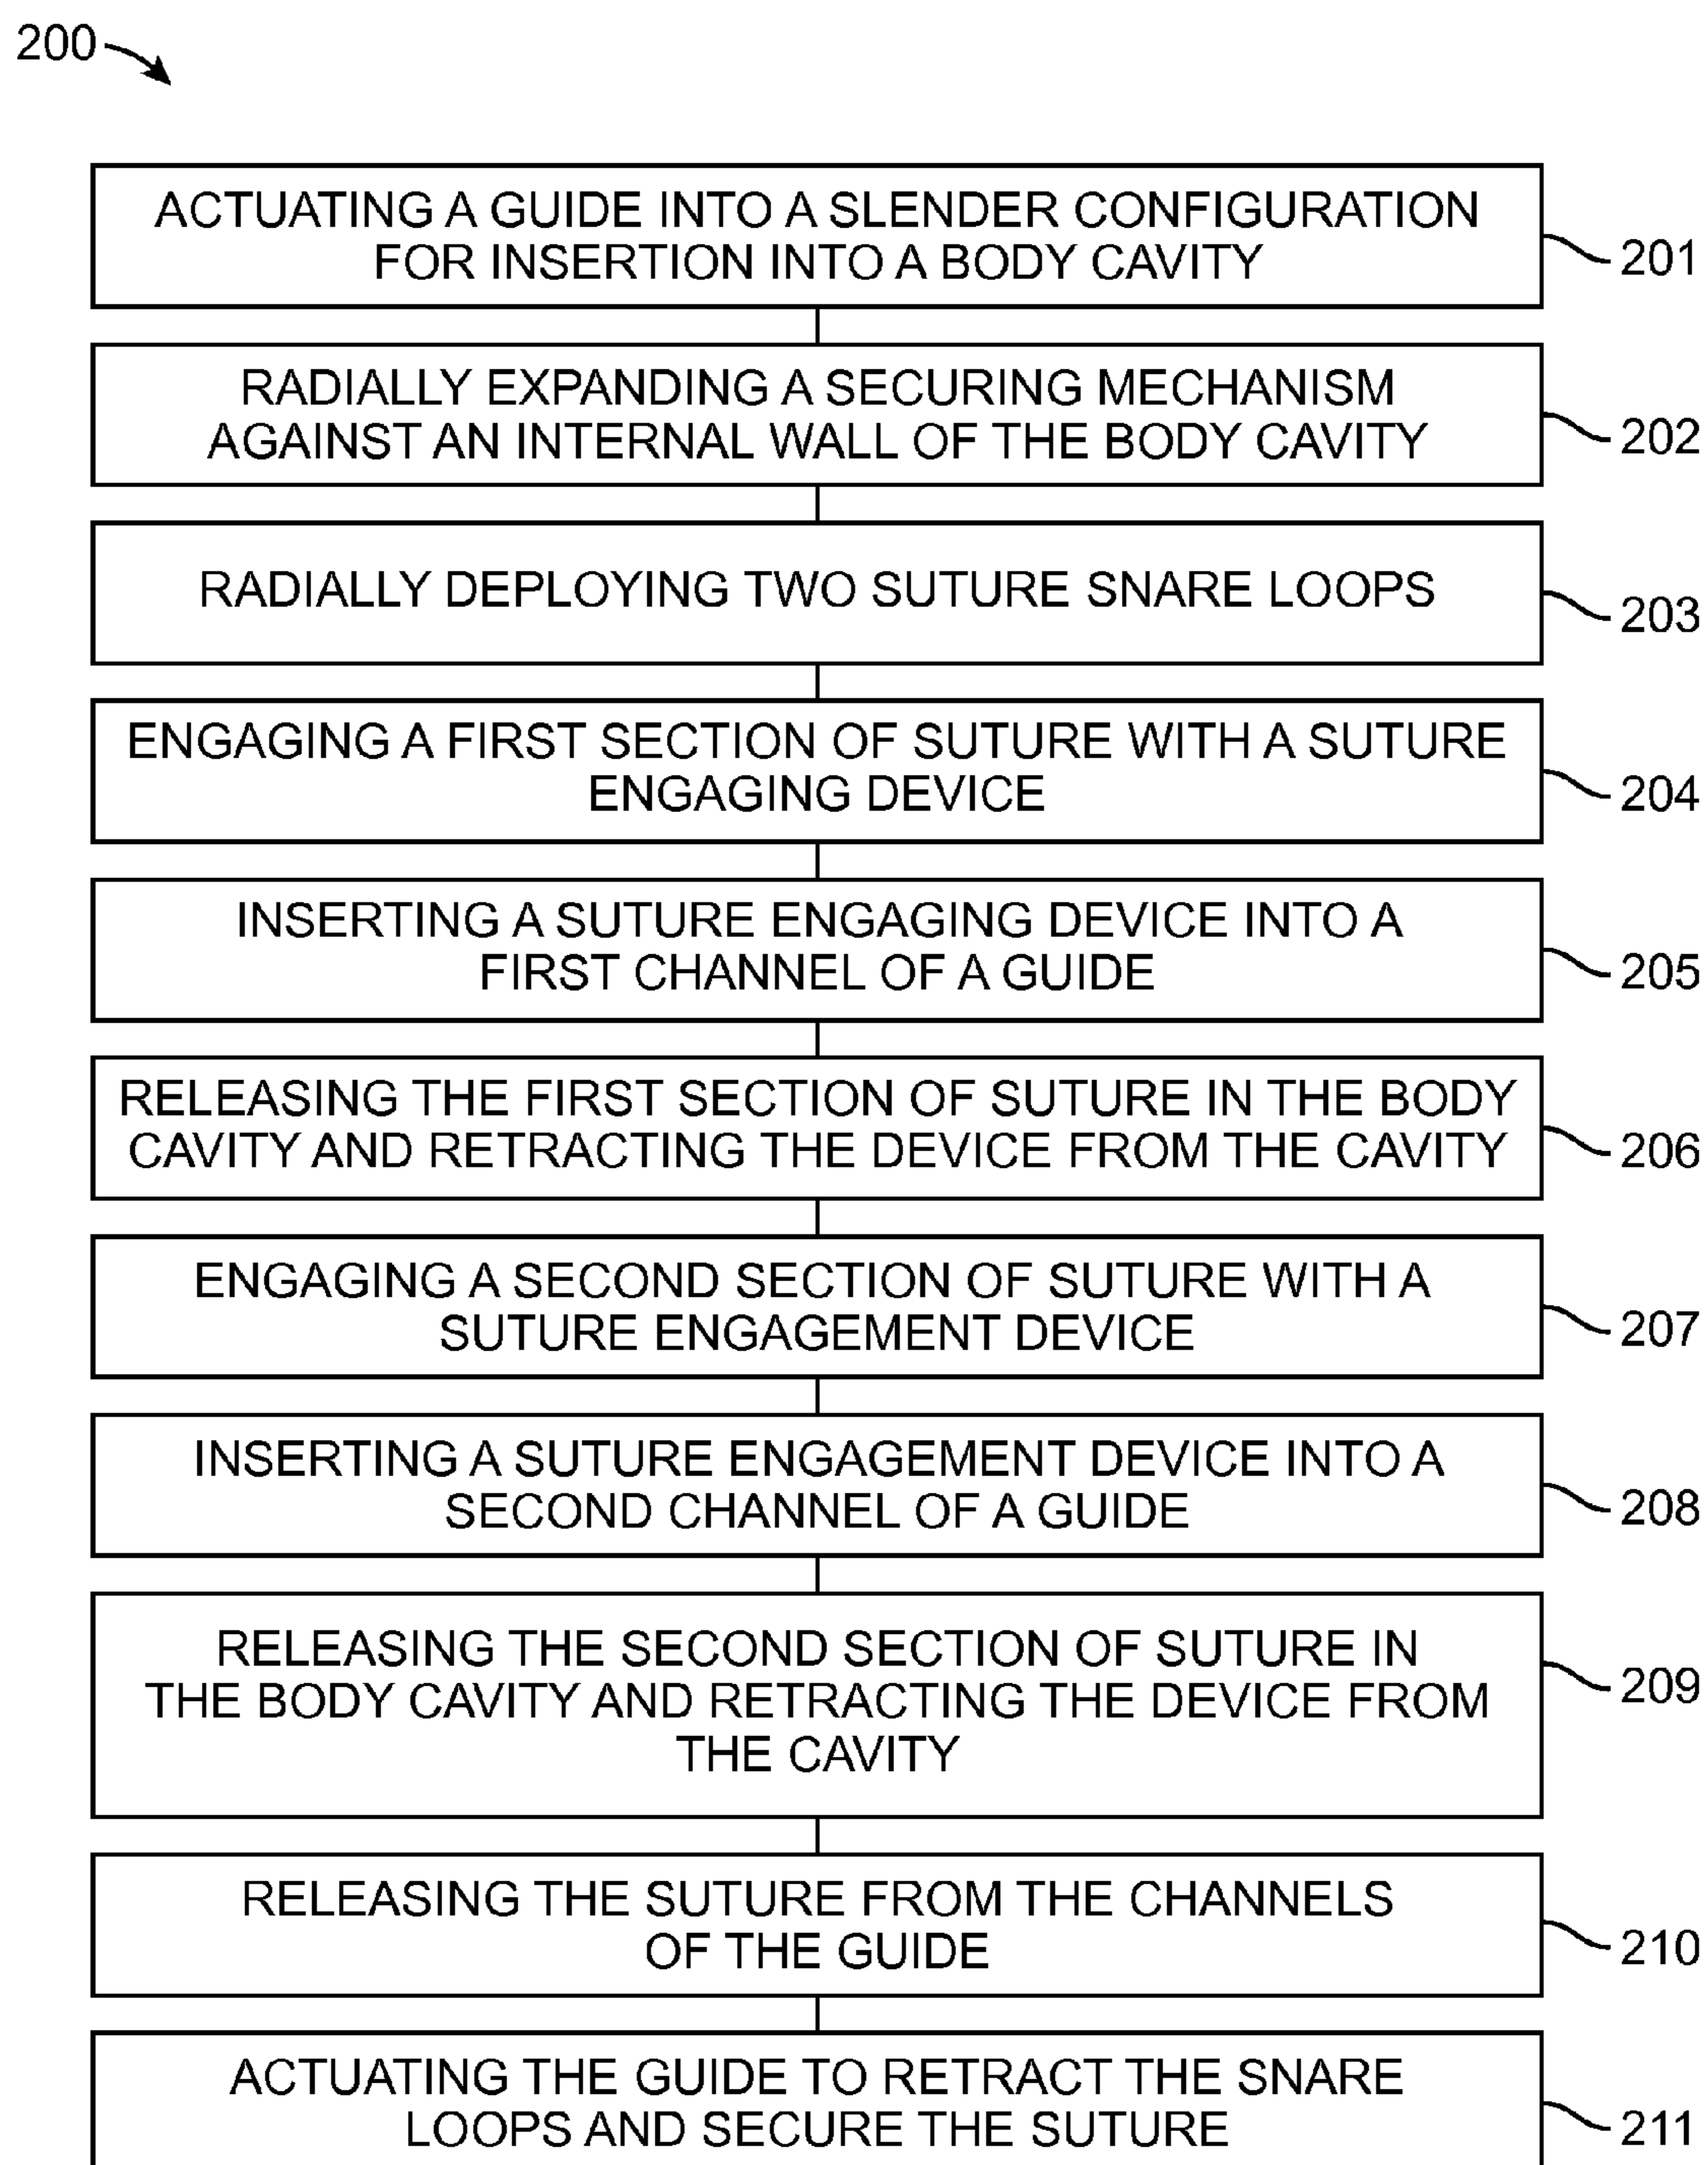 200
ACTUATING A GUIDE INTO A SLENDER CONFIGURATION
FOR INSERTION INTO A BODY CAVITY
201
RADIALLY EXPANDING A SECURING MECHANISM
AGAINST AN INTERNAL WALL OF THE BODY CAVITY
202
RADIALLY DEPLOYING TWO SUTURE SNARE LOOPS
203
ENGAGING A FIRST SECTION OF SUTURE WITH A SUTURE
ENGAGING DEVICE
204
INSERTING A SUTURE ENGAGING DEVICE INTO A
FIRST CHANNEL OF A GUIDE
205
RELEASING THE FIRST SECTION OF SUTURE IN THE BODY
CAVITY AND RETRACTING THE DEVICE FROM THE CAVITY
206
ENGAGING A SECOND SECTION OF SUTURE WITH A
SUTURE ENGAGEMENT DEVICE
207
INSERTING A SUTURE ENGAGEMENT DEVICE INTO A
SECOND CHANNEL OF A GUIDE
208
RELEASING THE SECOND SECTION OF SUTURE IN
THE BODY CAVITY AND RETRACTING THE DEVICE FROM
THE CAVITY
209
RELEASING THE SUTURE FROM THE CHANNELS
OF THE GUIDE
210
ACTUATING THE GUIDE TO RETRACT THE SNARE
LOOPS AND SECURE THE SUTURE
211